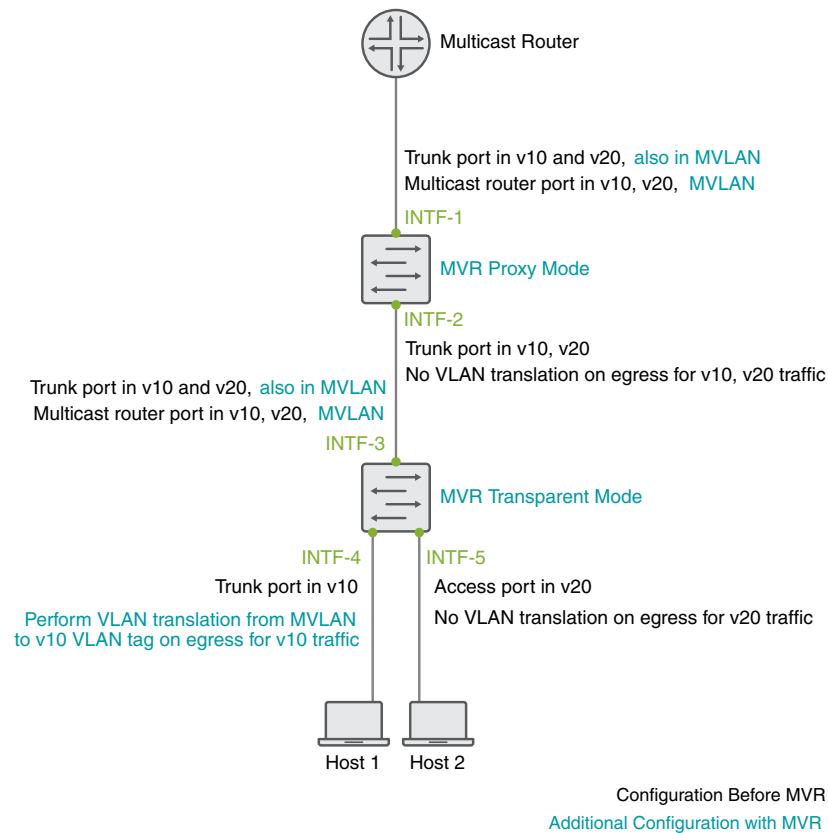 Multicast Router
Trunk port in v10 and v20, also in MVLAN
Multicast router port in v10, v20, MVLAN
INTF-1
MVR Proxy Mode
INTF-2
Trunk port in v10, v20
No VLAN translation on egress for v10, v20 traffic
Trunk port in v10 and v20, also in MVLAN
Multicast router port in v10, v20, MVLAN
INTF-3
MVR Transparent Mode
INTF-4
Trunk port in v10
Perform VLAN translation from MVLAN
to v10 VLAN tag on egress for v10 traffic
INTF-5
Access port in v20
No VLAN translation on egress for v20 traffic
Host 1
Host 2
Configuration Before MVR
Additional Configuration with MVR